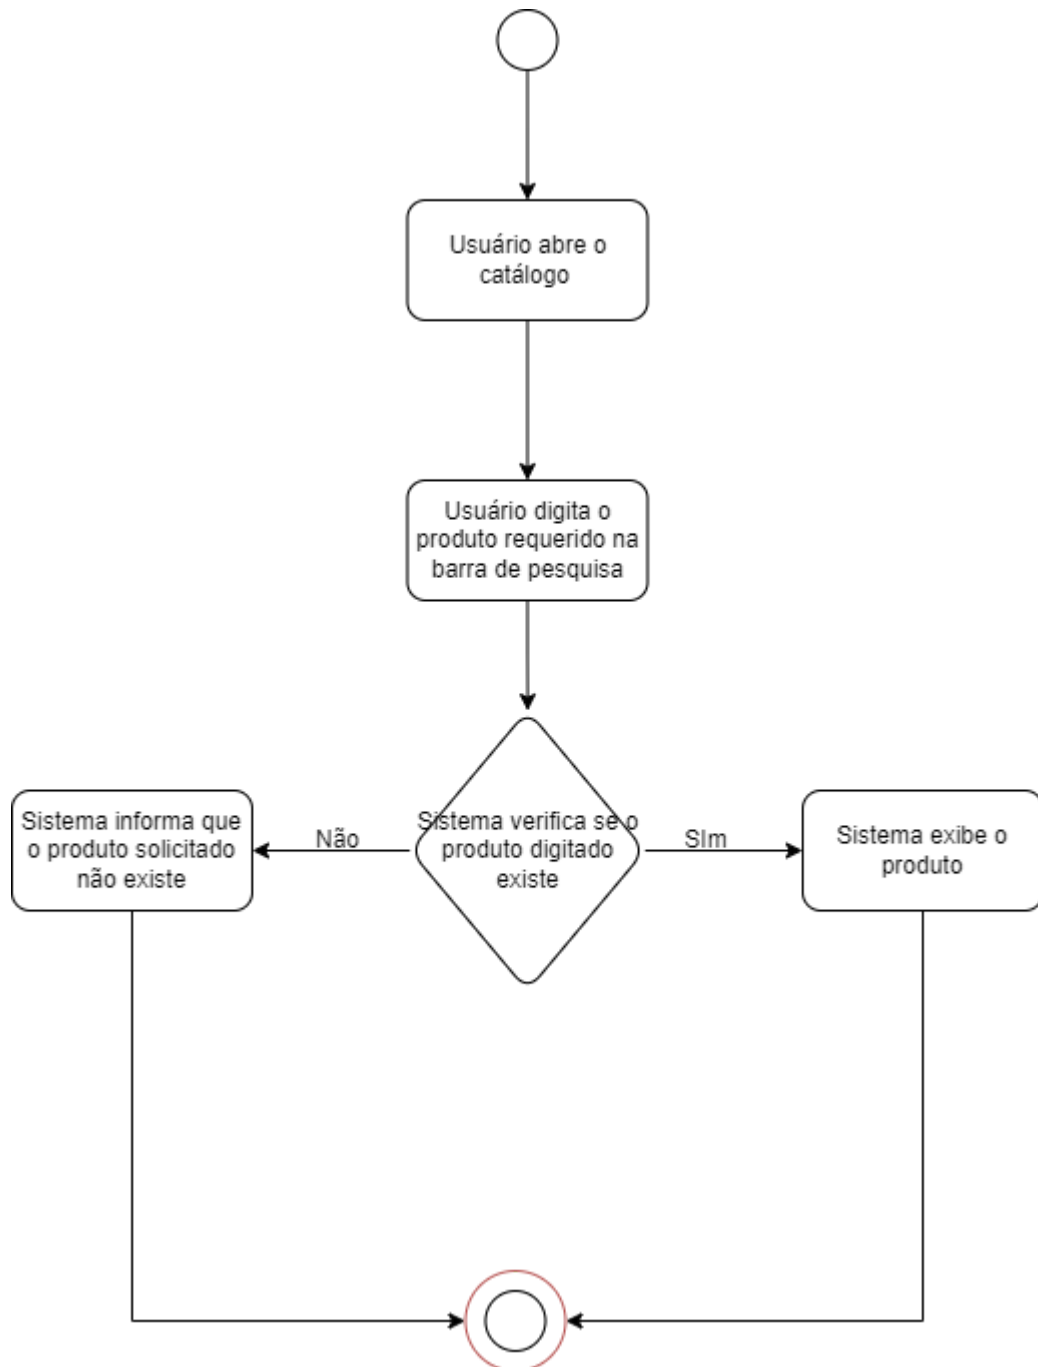 Usuário abre o
catálogo
Usuário digita o
produto requerido na
barra de pesquisa
Sistema informa que
o produto solicitado
não existe
Não
Sistema verifica se o
produto digitado
existe
SIm
Sistema exibe o
produto